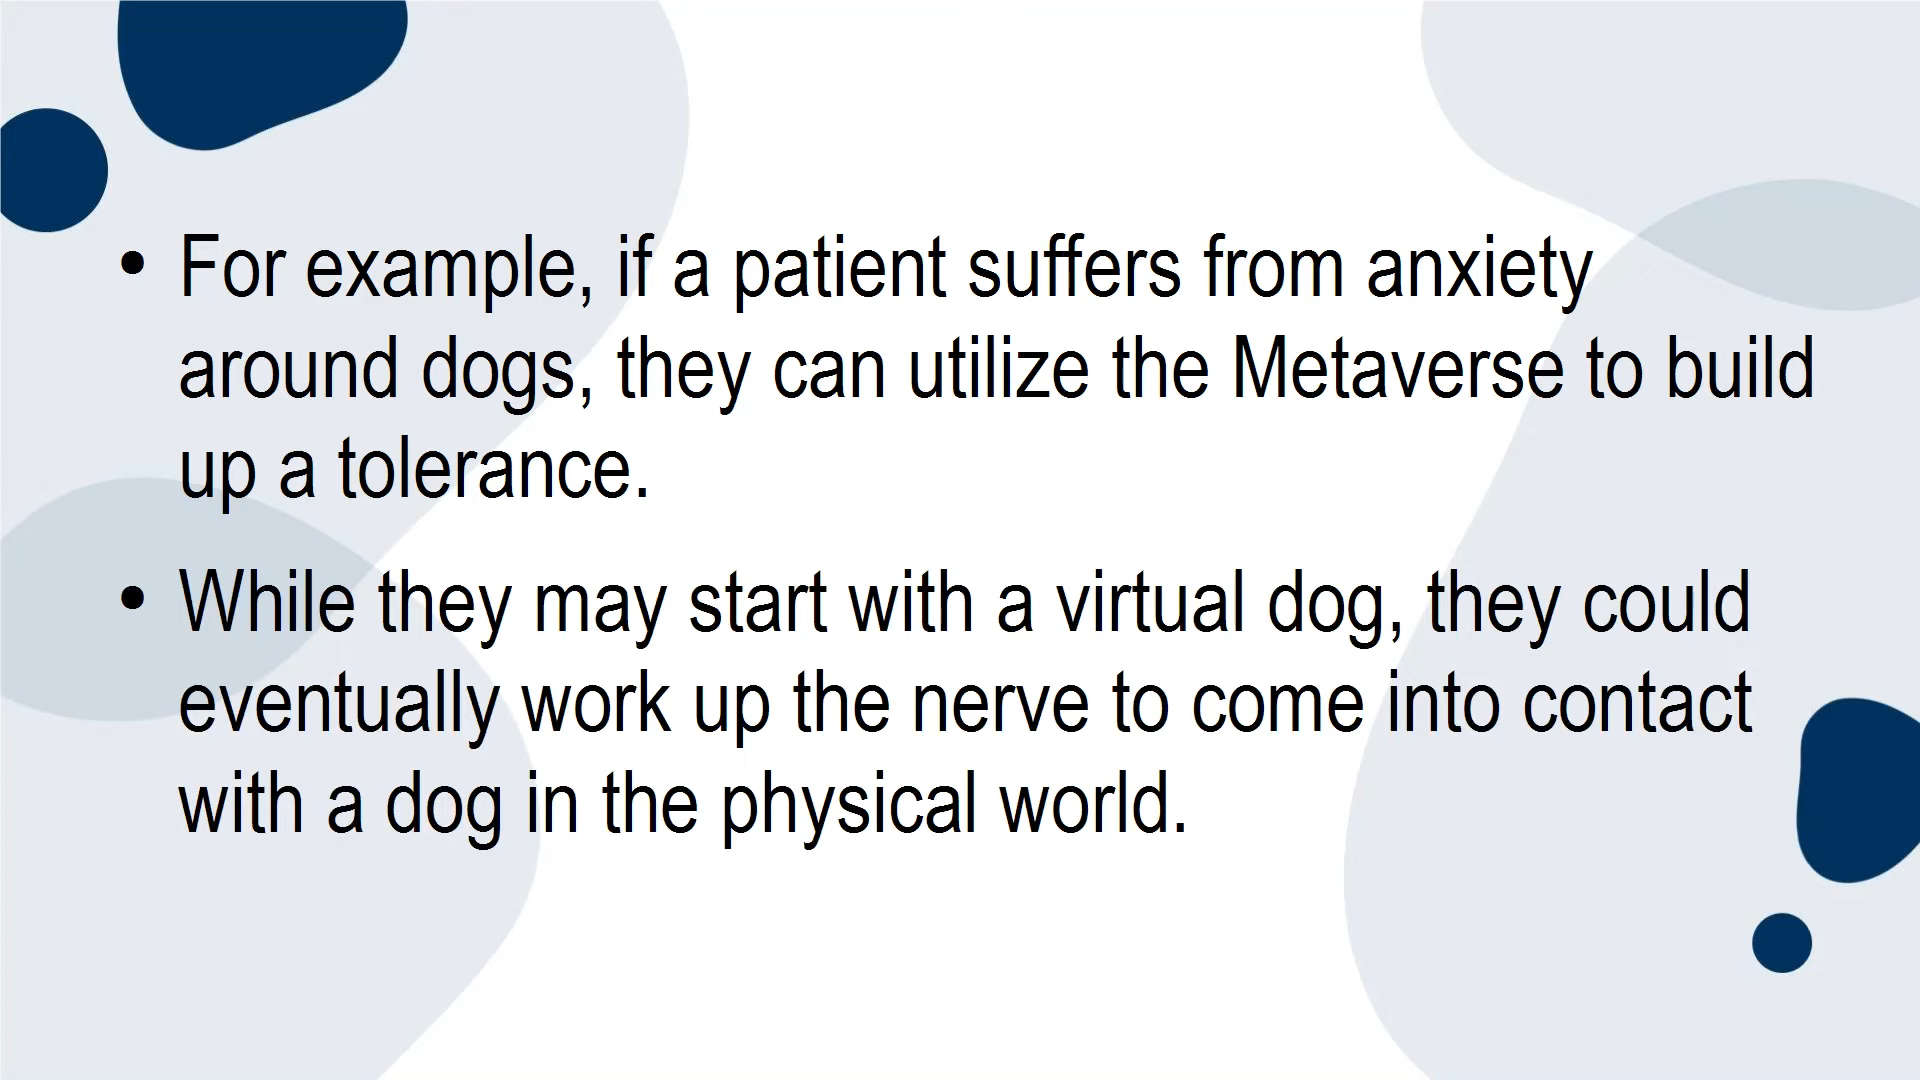 • For example, if a patient suffers from anxiety
around dogs, they can utilize the Metaverse to build
up a tolerance.
• While they may start with a virtual dog, they could
eventually work up the nerve to come into contact
with a dog in the physical world.